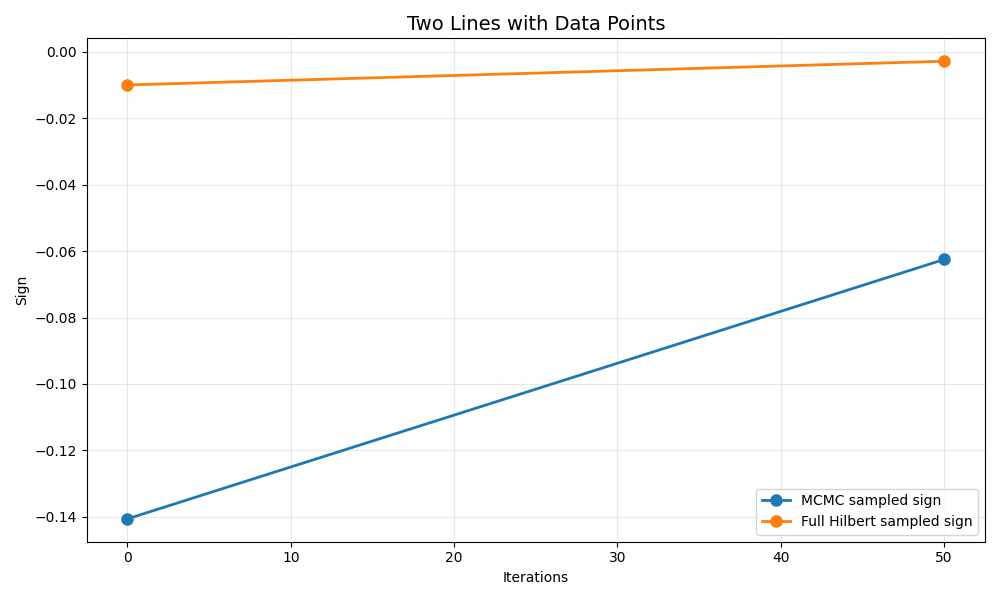 Two Lines with Data Points
0.00
−0.02
−0.04
−0.06
−0.08
−0.10
−0.12
−0.14
Sign
0 10 20 30 40 50
Iterations
MCMC sampled sign
Full Hilbert sampled sign